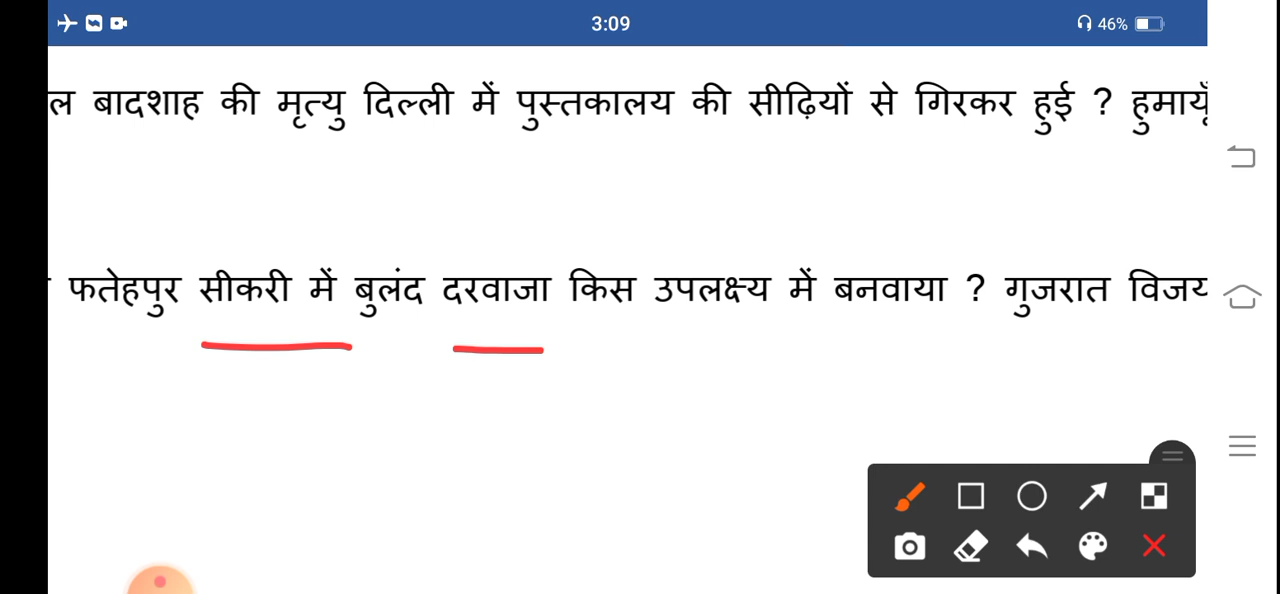 3:09 46%
ल बादशाह की मृत्यु दिल्ली में पुस्तकालय की सीढ़ियों से गिरकर हुई ? हुमायूँ
फतेहपुर सीकरी में बुलंद दरवाजा किस उपलक्ष्य में बनवाया ? गुजरात विजय